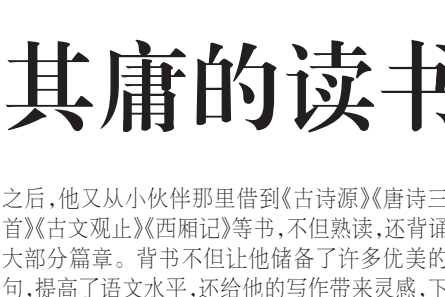 其庸的读书
之后,他又从小伙伴那里借到《古诗源》《唐诗三
首》《古文观止》《西厢记》等书,不但熟读,还背诵
大部分篇章。背书不但让他储备了许多优美的
句,提高了语文水平,还给他的写作带来灵感,下